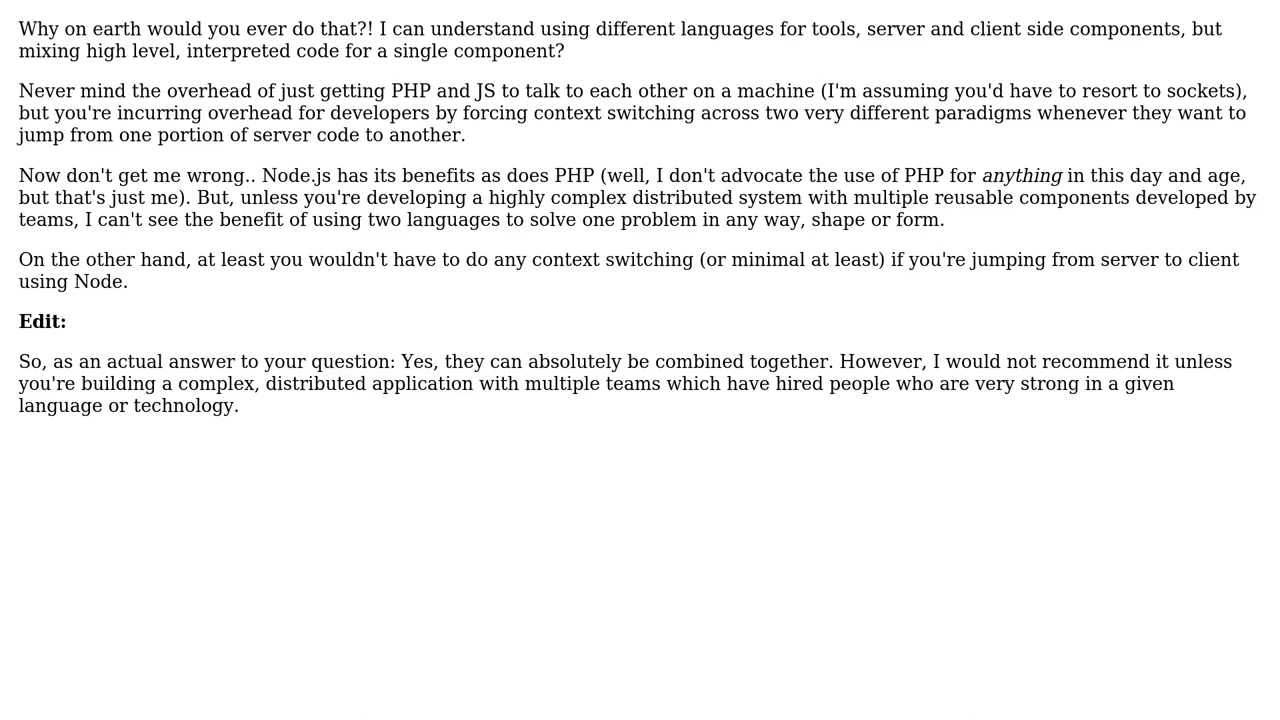 Why on earth would you ever do that?! I can understand using different languages for tools, server and client side components, but
mixing high level, interpreted code for a single component?
Never mind the overhead of just getting PHP and JS to talk to each other on a machine (I'm assuming you'd have to resort to sockets),
but you're incurring overhead for developers by forcing context switching across two very different paradigms whenever they want to
jump from one portion of server code to another.
Now don't get me wrong.. Node.js has its benefits as does PHP (well, I don't advocate the use of PHP for anything in this day and age,
but that's just me). But, unless you're developing a highly complex distributed system with multiple reusable components developed by
teams, I can't see the benefit of using two languages to solve one problem in any way, shape or form.
On the other hand, at least you wouldn't have to do any context switching (or minimal at least) if you're jumping from server to client
using Node.
Edit:
So, as an actual answer to your question: Yes, they can absolutely be combined together. However, I would not recommend it unless
you're building a complex, distributed application with multiple teams which have hired people who are very strong in a given
language or technology.